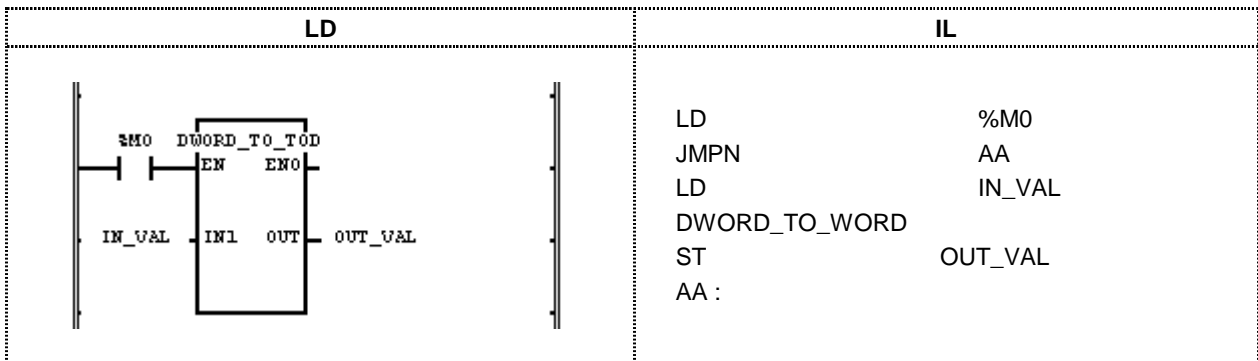 LD
IL
%M0 DWORD_TO_TOD
EN ENO
IN_VAL IN1 OUT OUT_VAL
LD %M0
JMPN AA
LD IN_VAL
DWORD_TO_WORD
ST OUT_VAL
AA :